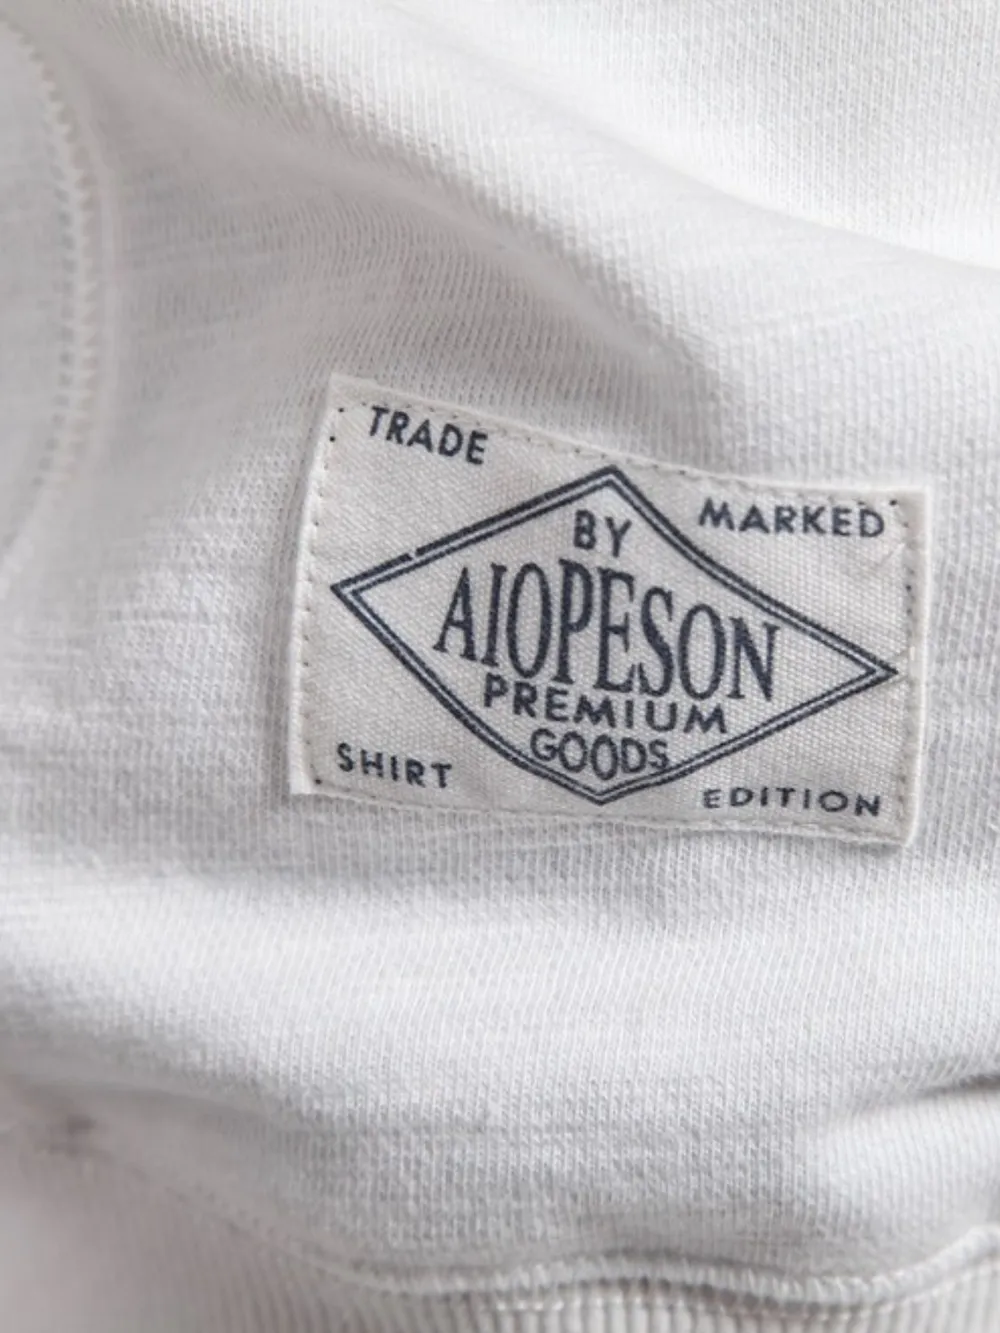 TRADE MARKED
BY
AIOPESON
PREMIUM
GOODS
SHIRT EDITION